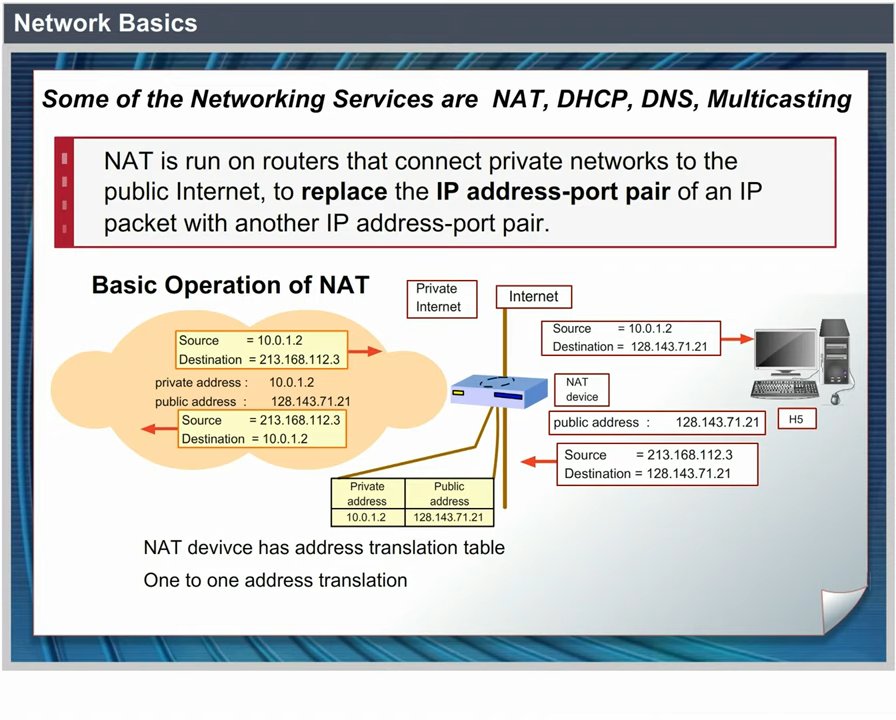 Network Basics
Some of the Networking Services are NAT, DHCP, DNS, Multicasting
NAT is run on routers that connect private networks to the
public Internet, to replace the IP address-port pair of an IP
packet with another IP address-port pair.
Basic Operation of NAT
Private
Internet
Internet
Source = 10.0.1.2
Destination = 213.168.112.3
private address : 10.0.1.2
public address : 128.143.71.21
Source = 213.168.112.3
Destination = 10.0.1.2
Source = 10.0.1.2
Destination = 128.143.71.21
NAT
device
public address : 128.143.71.21
H5
Source = 213.168.112.3
Destination = 128.143.71.21
Private
address
Public
address
10.0.1.2
128.143.71.21
NAT devivce has address translation table
One to one address translation